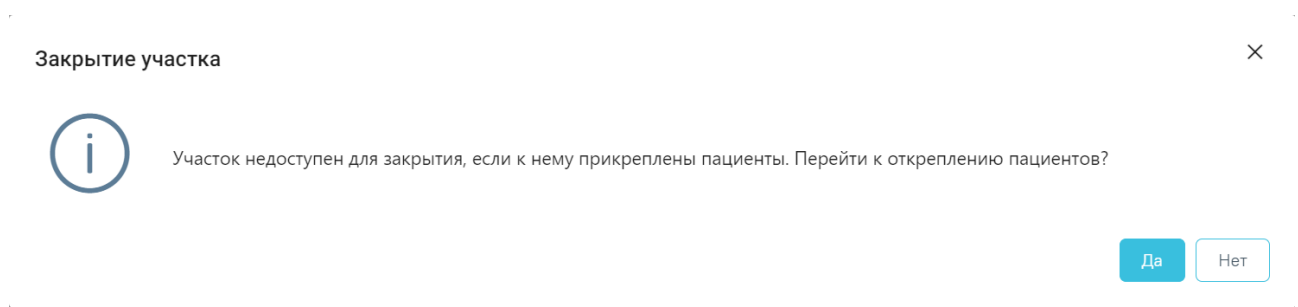 Закрытие участка
Участок недоступен для закрытия, если к нему прикреплены пациенты. Перейти к откреплению пациентов?
Да
Нет